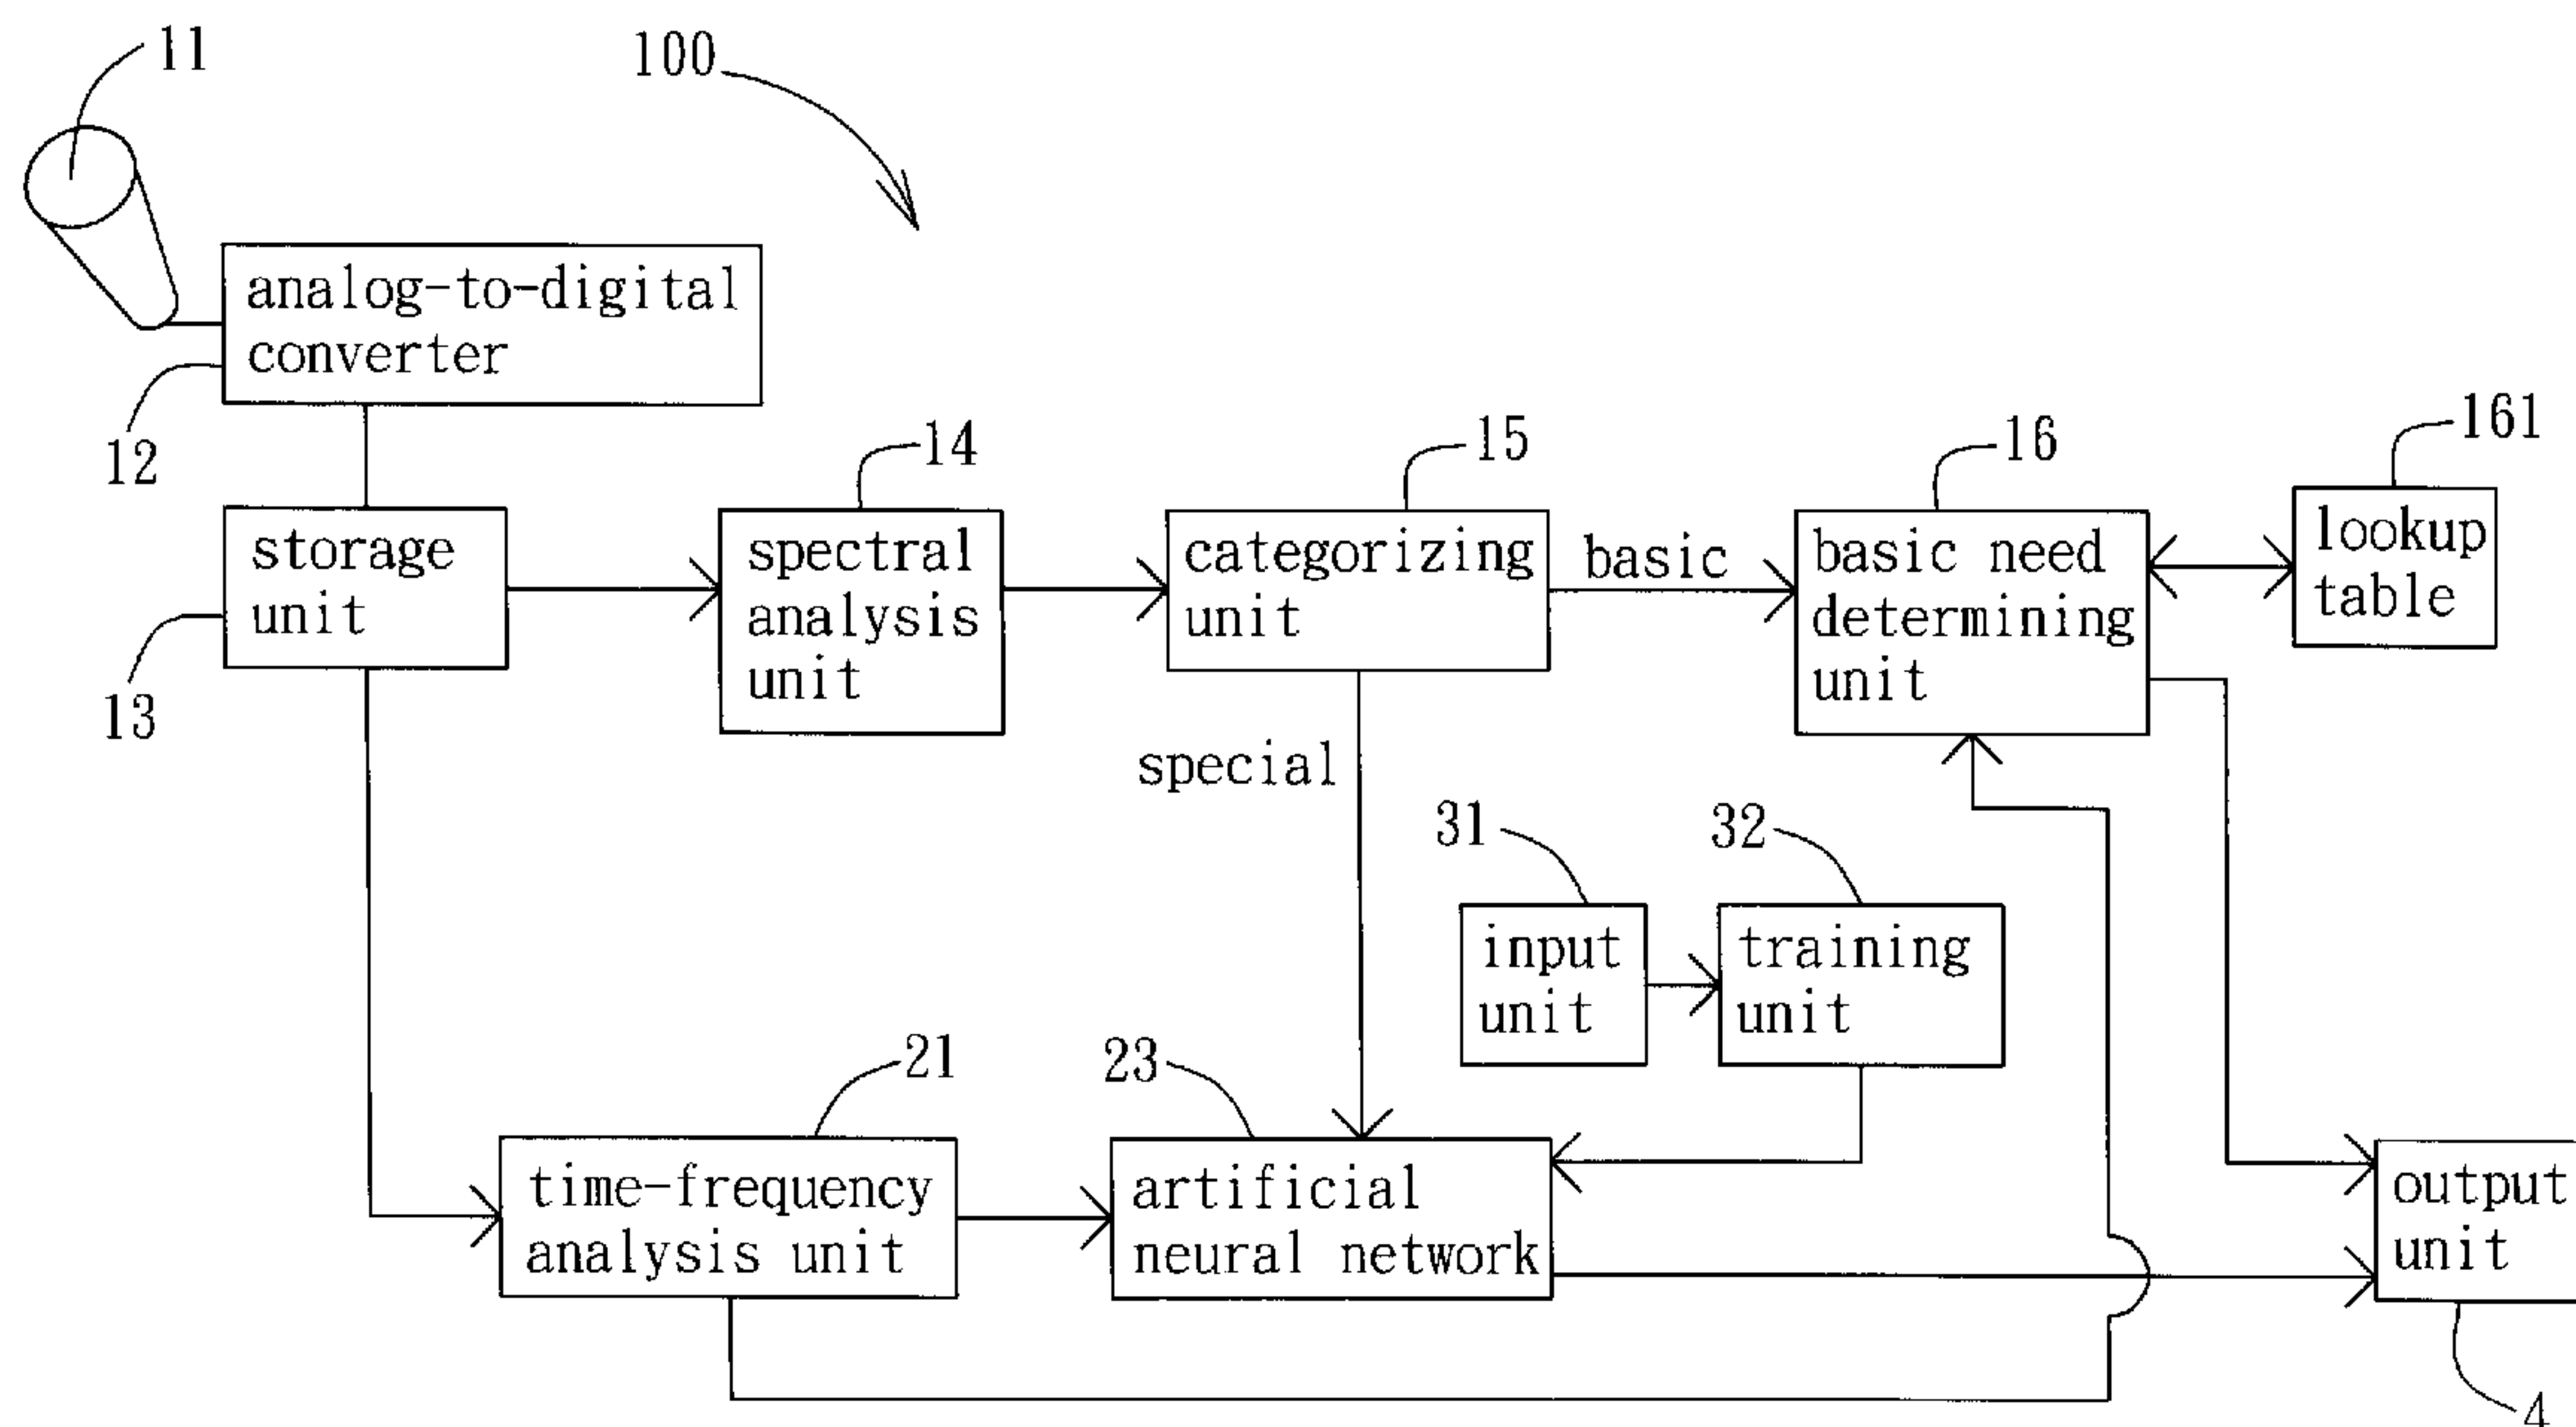 11
100
analog-to-digital
converter
12
14
15
16
161
storage
unit
13
spectral
analysis
unit
categorizing
unit
basic
basic need
determining
unit
lookup
table
special
31
32
input
unit
training
unit
21
23
time-frequency
analysis unit
artificial
neural network
output
unit
4